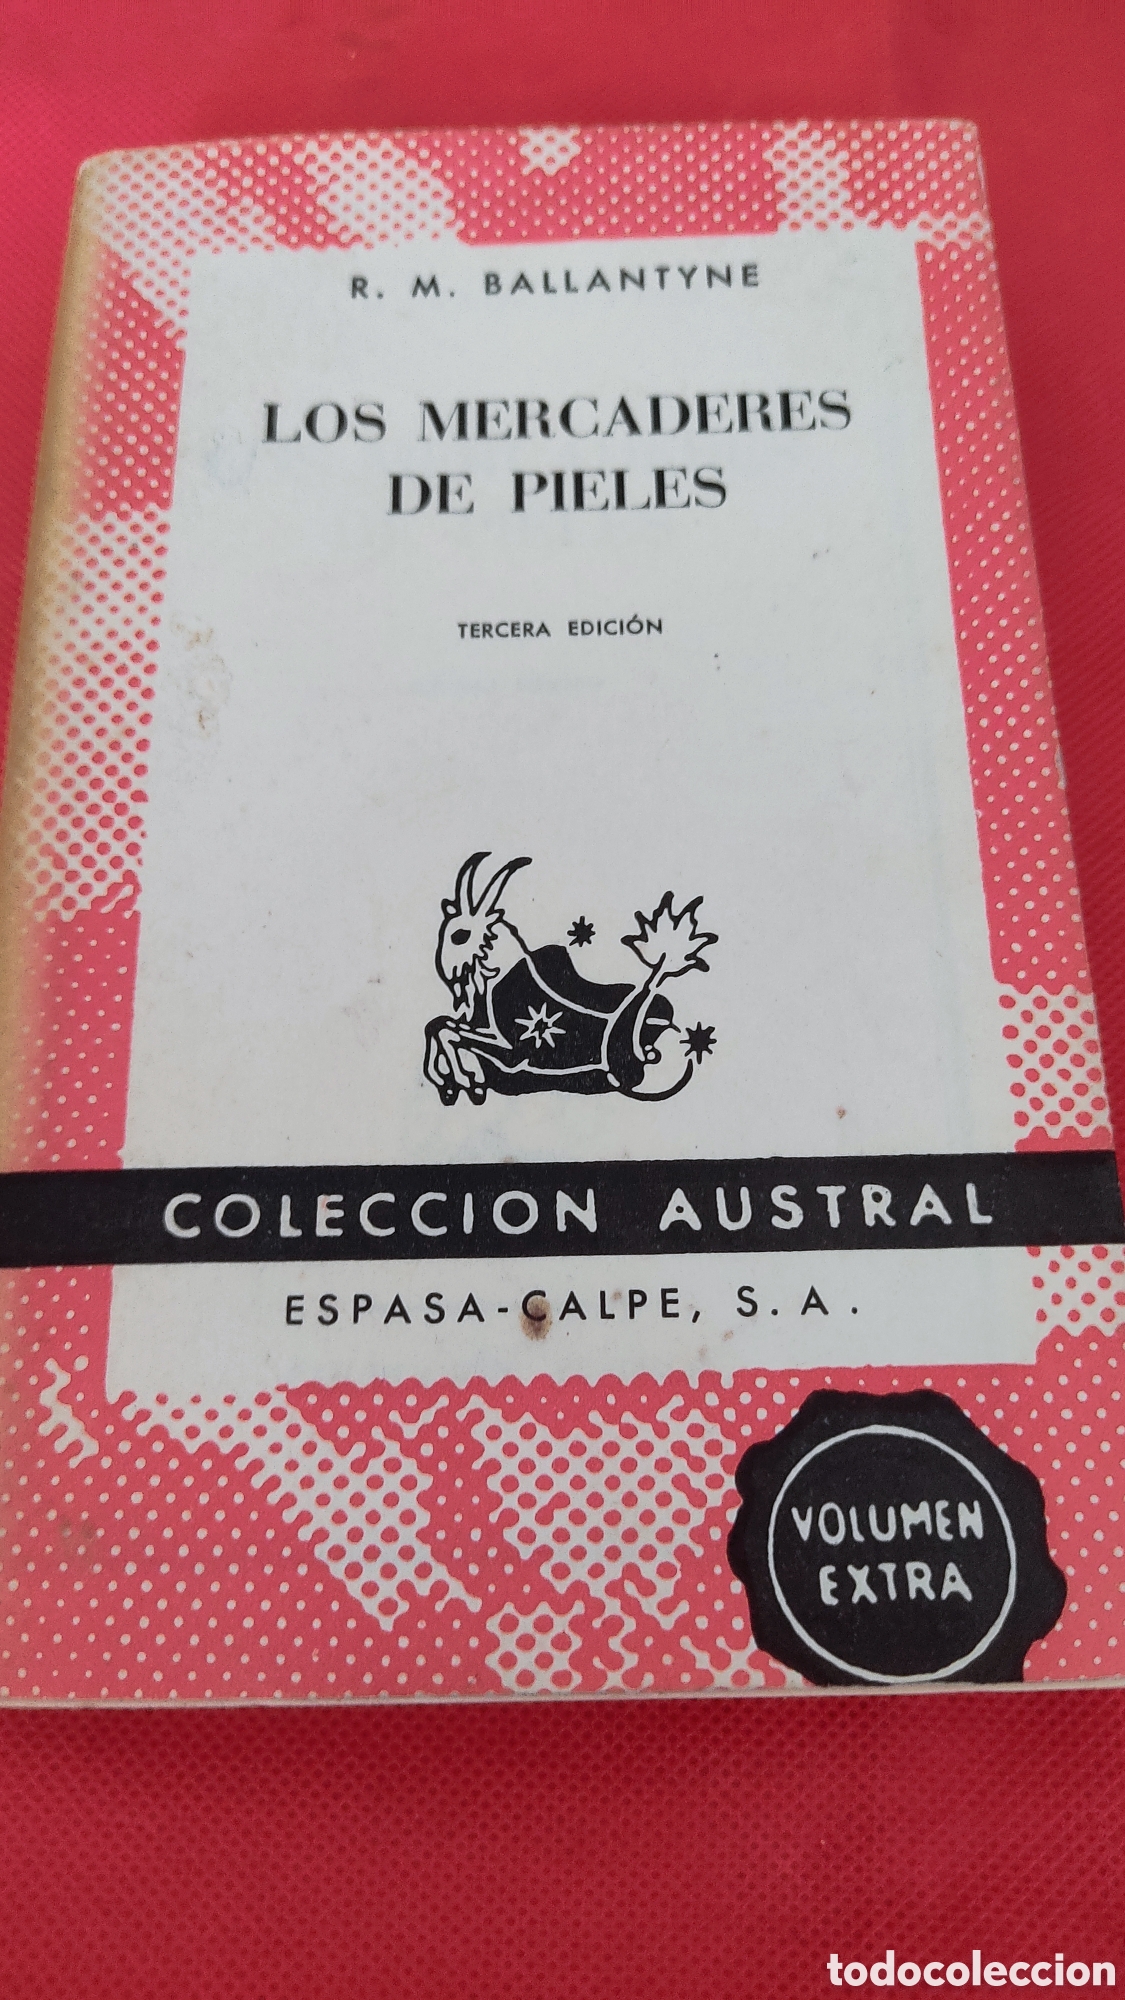 R. M. BALLANTYNE
LOS MERCADERES
DE PIELES
TERCERA EDICIÓN
COLECCION AUSTRAL
ESPASA-CALPE, S. A.
VOLUMEN
EXTRA
todocoleccion